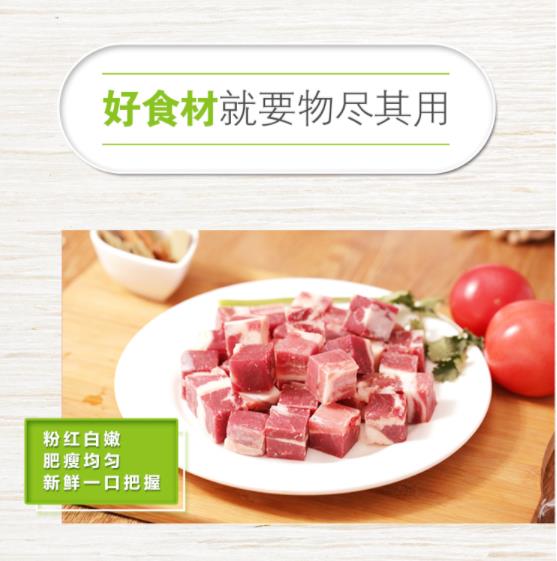 好食材就要物尽其用
粉红白嫩
肥瘦均匀
新鲜一口把握